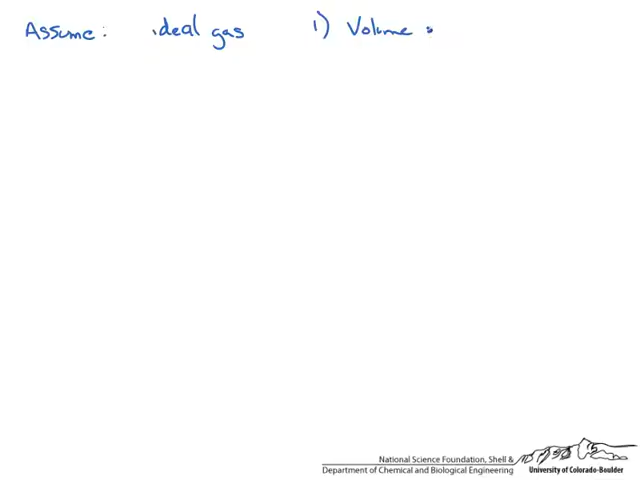 Assume: ideal gas 1) Volume
National Science Foundation, Shell &
Department of Chemical and Biological Engineering
University of Colorado-Boulder